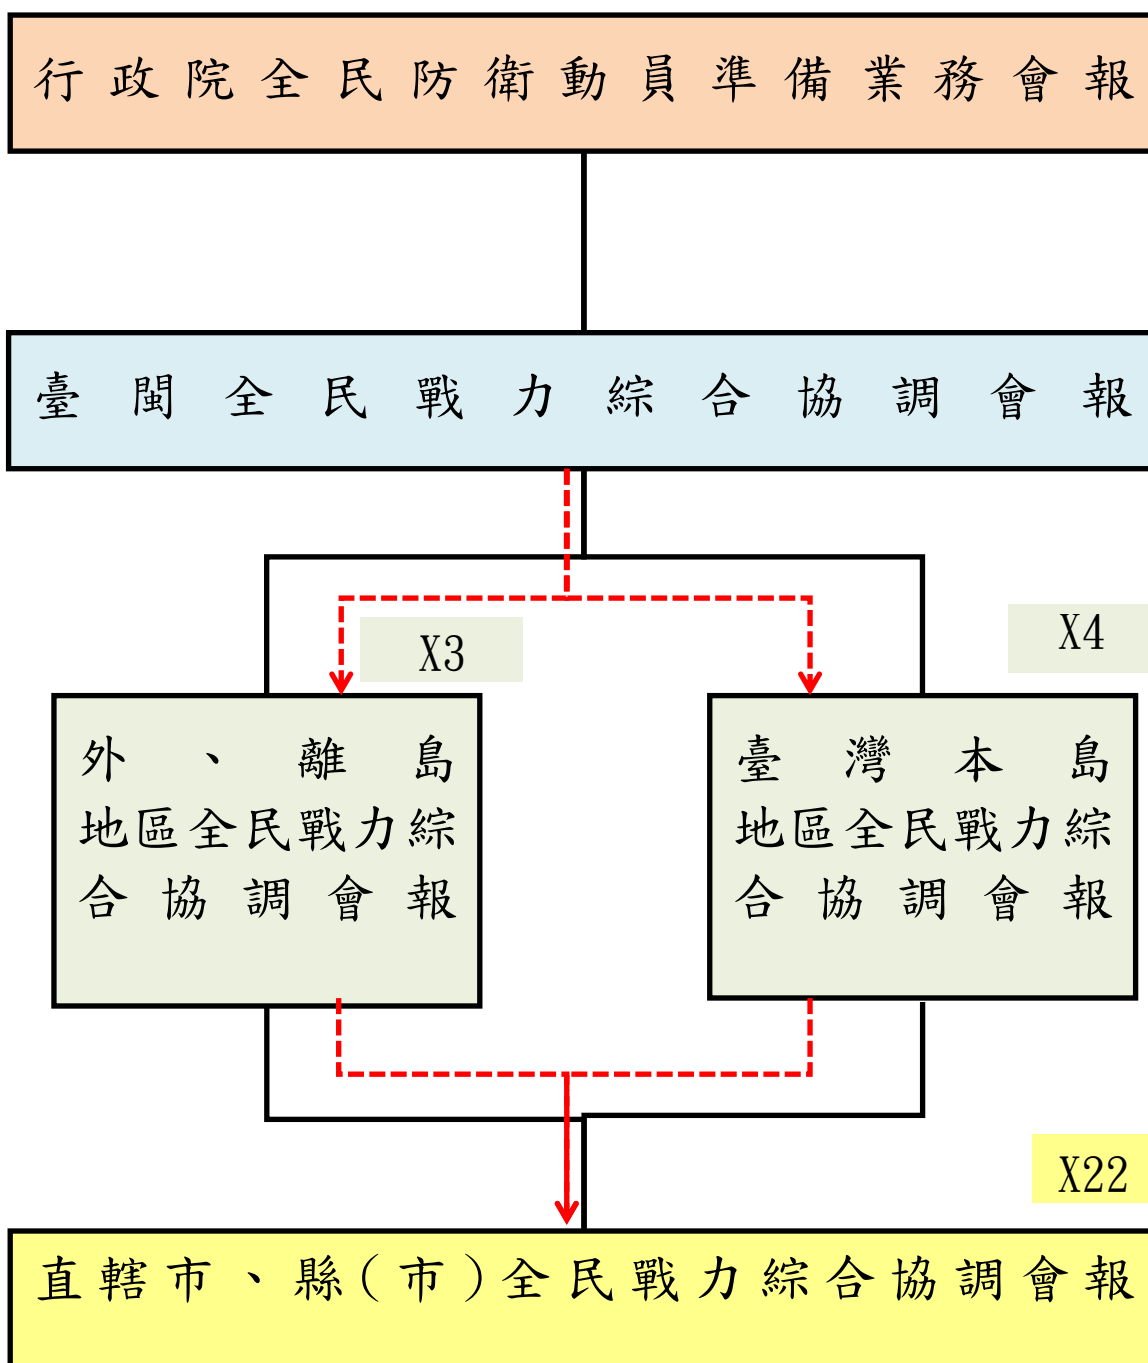 行政院全民防衛動員準備業務會報
臺閩全民戰力綜合協調會報
X3
X4
外、離島
地區全民戰力綜
合協調會報
臺灣本島
地區全民戰力綜
合協調會報
X22
直轄市、縣(市)全民戰力綜合協調會報